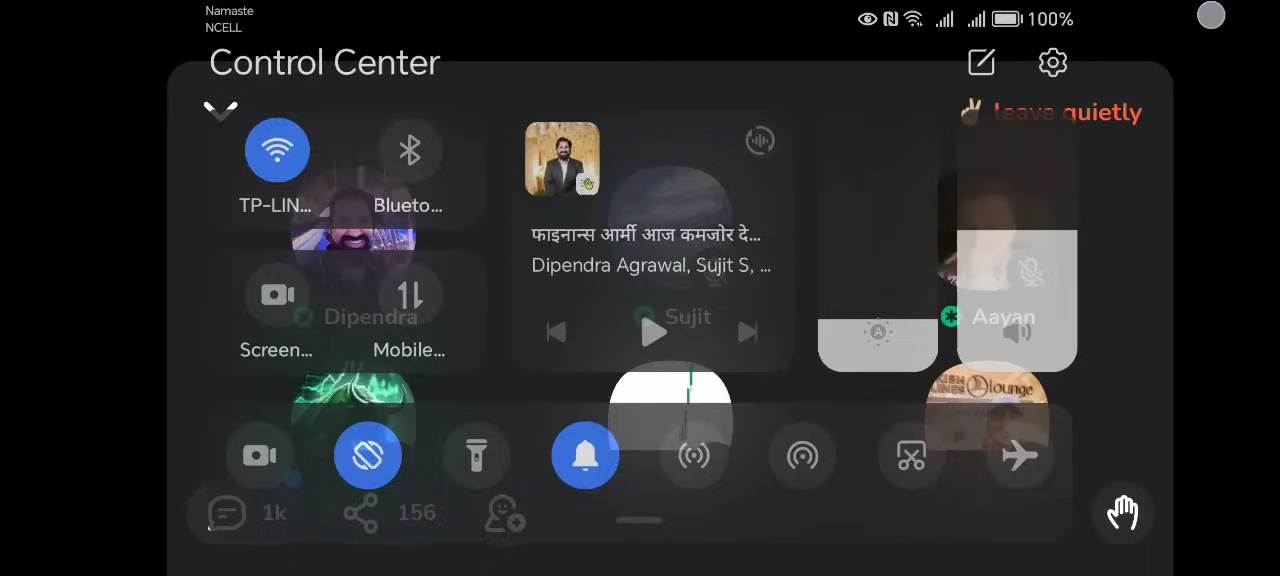 Namaste
NCELL
100%
Control Center
leave quietly
TP-LIN...
Blueto...
फाइनान्स आर्मी आज कमजोर दे...
Dipendra Agrawal, Sujit S, ...
Dipendra
Sujit
Aayan
Screen...
Mobile...
lounge
1k
156